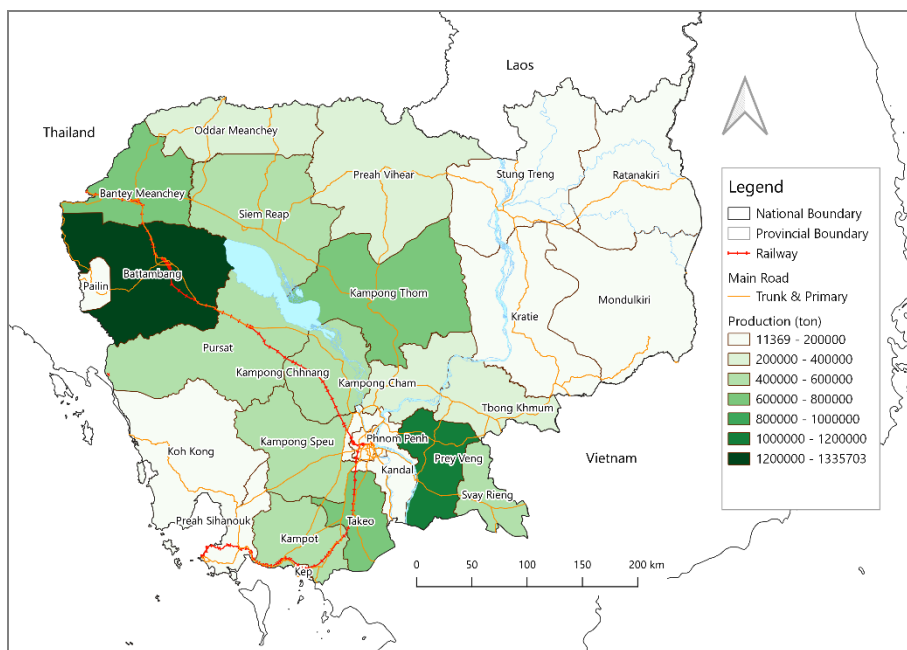 Laos
Thailand
Oddar Meanchey
Preah Vihear
Stung Treng
Ratanakiri
Bantey Meanchey
Siem Reap
Battambang
Pailin
Kampong Thom
Kratie
Mondulkiri
Pursat
Kampong Chhnang
Kampong Cham
Tbong Khmum
Koh Kong
Kampong Speu
Phnom Penh
Kandal
Prey Veng
Vietnam
Svay Rieng
Preah Sihanouk
Takeo
Kampot
Kep
0 50 100 150 200 km
Legend
National Boundary
Provincial Boundary
Railway
Main Road
Trunk & Primary
Production (ton)
11369 - 200000
200000 - 400000
400000 - 600000
600000 - 800000
800000 - 1000000
1000000 - 1200000
1200000 - 1335703